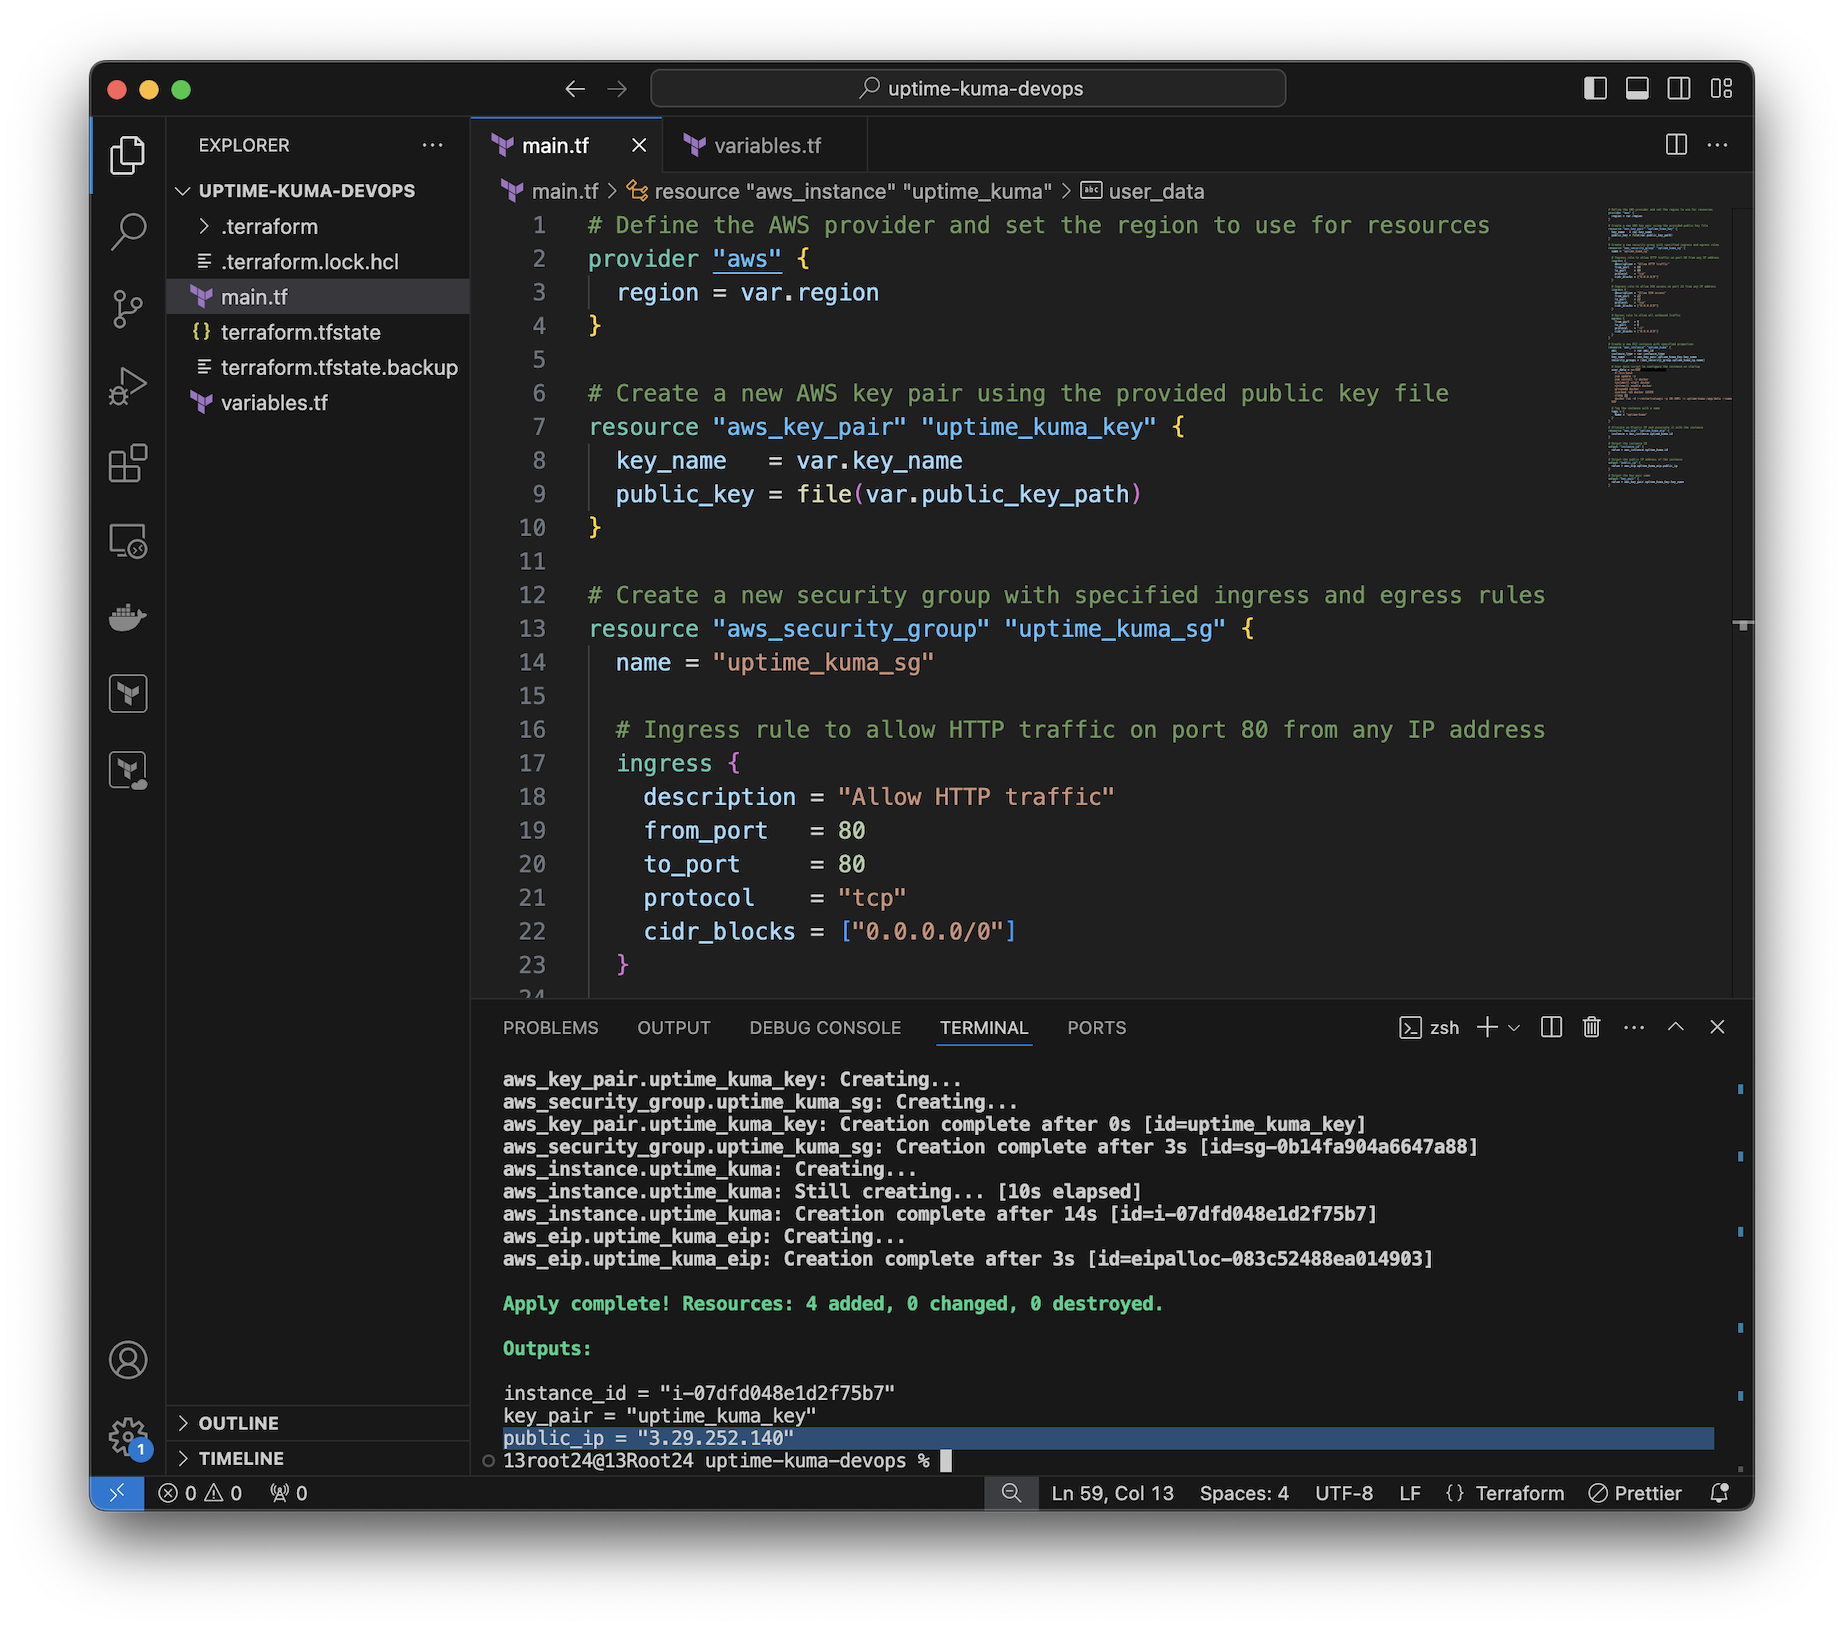 uptime-kuma-devops
EXPLORER
UPTIME-KUMA-DEVOPS
.terraform
.terraform.lock.hcl
main.tf
terraform.tfstate
terraform.tfstate.backup
variables.tf
OUTLINE
TIMELINE
main.tf
variables.tf
main.tf > resource "aws_instance" "uptime_kuma" > abc user_data
1 # Define the AWS provider and set the region to use for resources
2 provider "aws" {
3 region = var.region
4 }
5
6 # Create a new AWS key pair using the provided public key file
7 resource "aws_key_pair" "uptime_kuma_key" {
8 key_name = var.key_name
9 public_key = file(var.public_key_path)
10 }
11
12 # Create a new security group with specified ingress and egress rules
13 resource "aws_security_group" "uptime_kuma_sg" {
14 name = "uptime_kuma_sg"
15
16 # Ingress rule to allow HTTP traffic on port 80 from any IP address
17 ingress {
18 description = "Allow HTTP traffic"
19 from_port = 80
20 to_port = 80
21 protocol = "tcp"
22 cidr_blocks = ["0.0.0.0/0"]
23 }
24
PROBLEMS OUTPUT DEBUG CONSOLE TERMINAL PORTS zsh
aws_key_pair.uptime_kuma_key: Creating...
aws_security_group.uptime_kuma_sg: Creating...
aws_key_pair.uptime_kuma_key: Creation complete after 0s [id=uptime_kuma_key]
aws_security_group.uptime_kuma_sg: Creation complete after 3s [id=sg-0b14fa904a6647a88]
aws_instance.uptime_kuma: Creating...
aws_instance.uptime_kuma: Still creating... [10s elapsed]
aws_instance.uptime_kuma: Creation complete after 14s [id=i-07dfd048e1d2f75b7]
aws_eip.uptime_kuma_eip: Creating...
aws_eip.uptime_kuma_eip: Creation complete after 3s [id=eipalloc-083c52488ea014903]
Apply complete! Resources: 4 added, 0 changed, 0 destroyed.
Outputs:
instance_id = "i-07dfd048e1d2f75b7"
key_pair = "uptime_kuma_key"
public_ip = "3.29.252.140"
13root24@13Root24 uptime-kuma-devops %
1
0 0 0 Ln 59, Col 13 Spaces: 4 UTF-8 LF {} Terraform Prettier